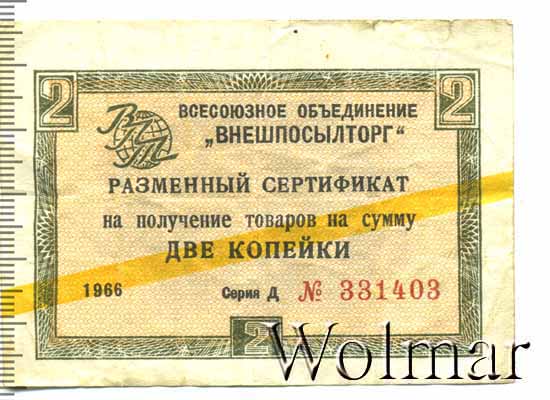 2 2
ВПТ
ВСЕСОЮЗНОЕ ОБЪЕДИНЕНИЕ
„ВНЕШПОСЫЛТОРГ“
РАЗМЕННЫЙ СЕРТИФИКАТ
на получение товаров на сумму
ДВЕ КОПЕЙКИ
1966 Серия Д № 331403
2
Wolmar